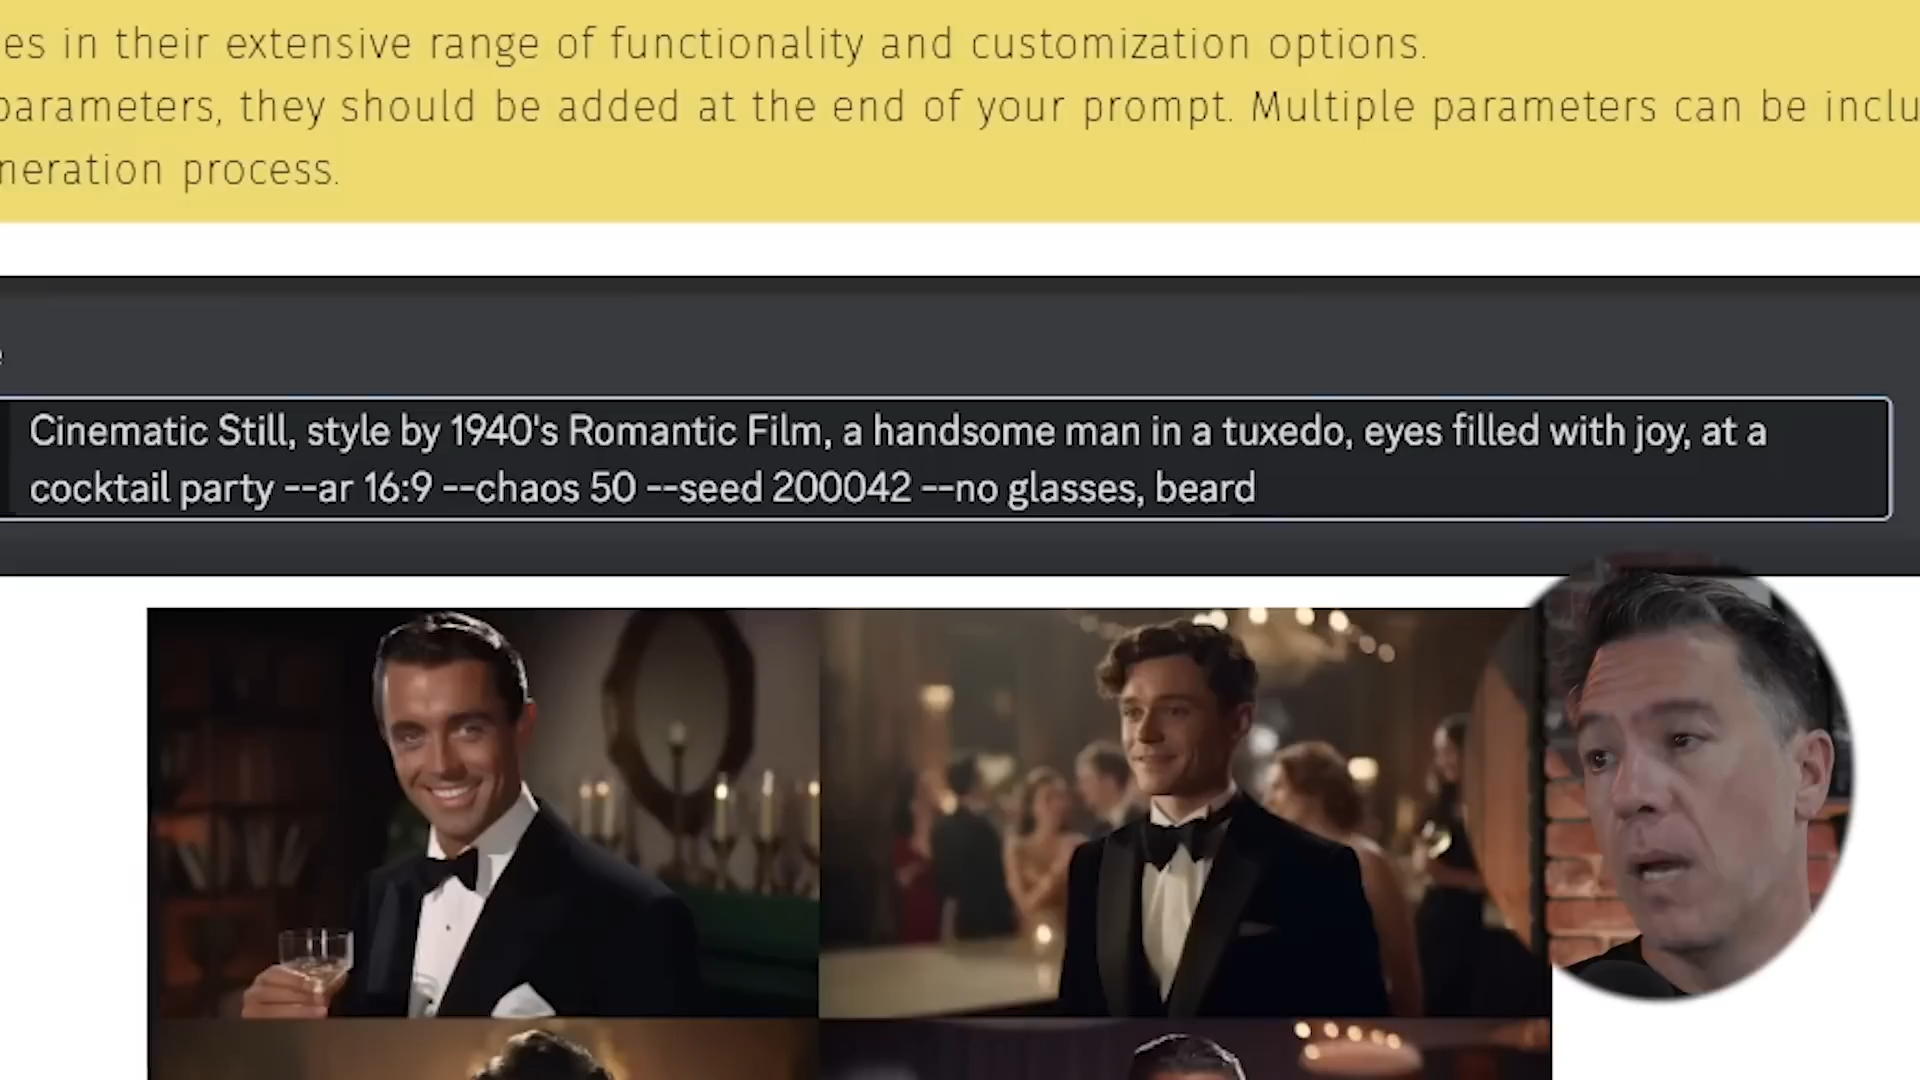 es in their extensive range of functionality and customization options.
parameters, they should be added at the end of your prompt. Multiple parameters can be
neration process.
Cinematic Still, style by 1940's Romantic Film, a handsome man in a tuxedo, eyes filled with joy, at a
cocktail party --ar 16:9 --chaos 50 --seed 200042 --no glasses, beard